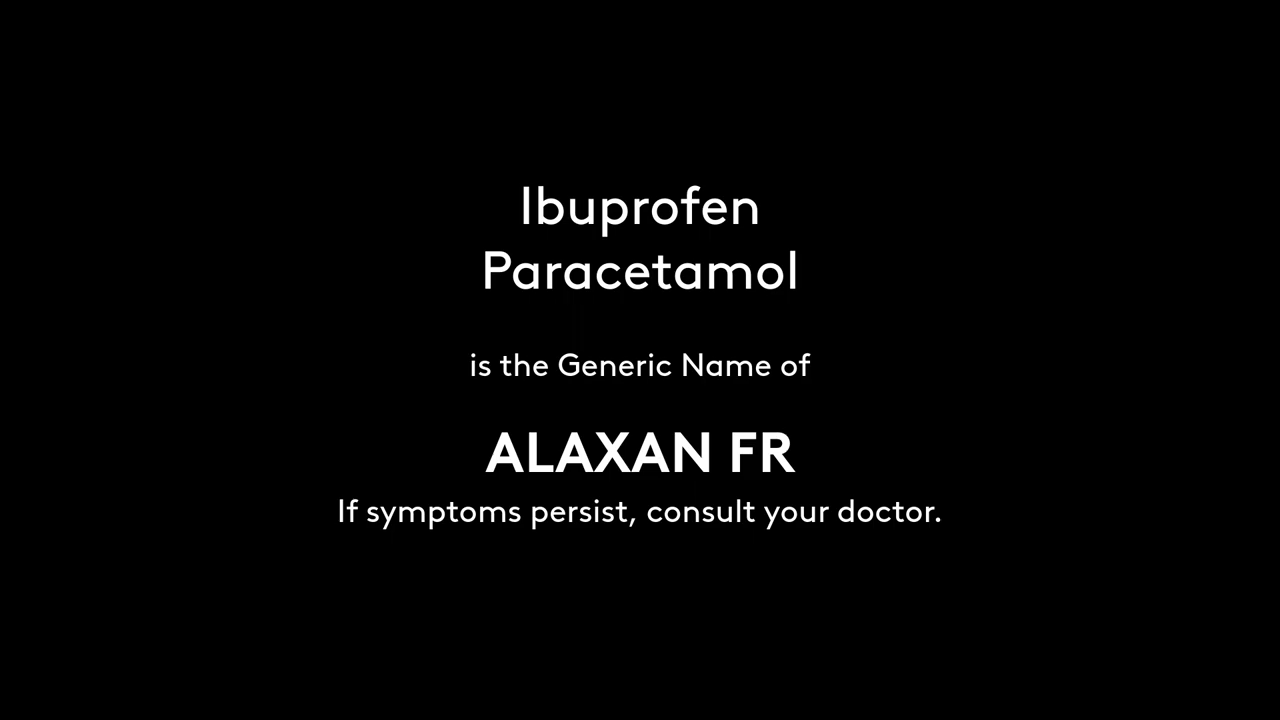 Ibuprofen
Paracetamol
is the Generic Name of
ALAXAN FR
If symptoms persist, consult your doctor.